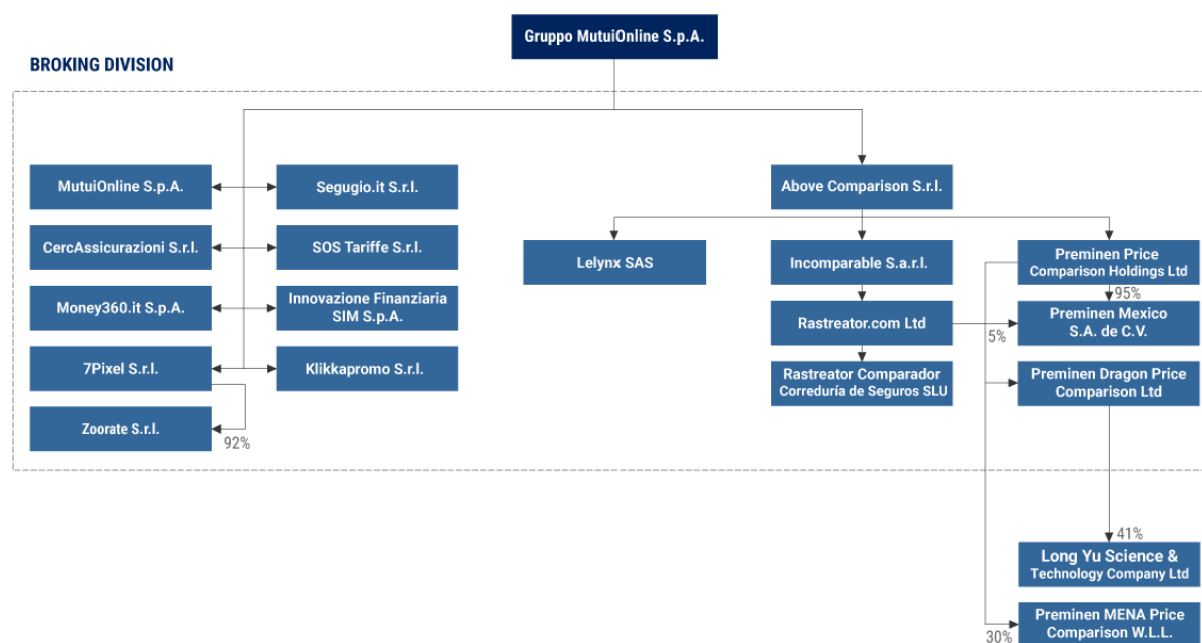 Gruppo MutuiOnline S.p.A.
BROKING DIVISION
MutuiOnline S.p.A.
Segugio.it S.r.l.
CercAssicurazioni S.r.l.
SOS Tariffe S.r.l.
Money360.it S.p.A.
Innovazione Finanziaria
SIM S.p.A.
7Pixel S.r.l.
Klikkapromo S.r.l.
Zoorate S.r.l.
92%
Above Comparison S.r.l.
Lelynx SAS
Incomparable S.a.r.l.
Preminen Price
Comparison Holdings Ltd
95%
Rastreator.com Ltd
5%
Preminen Mexico
S.A. de C.V.
Rastreator Comparador
Correduría de Seguros SLU
Preminen Dragon Price
Comparison Ltd
41%
Long Yu Science &
Technology Company Ltd
Preminen MENA Price
Comparison W.L.L.
30%